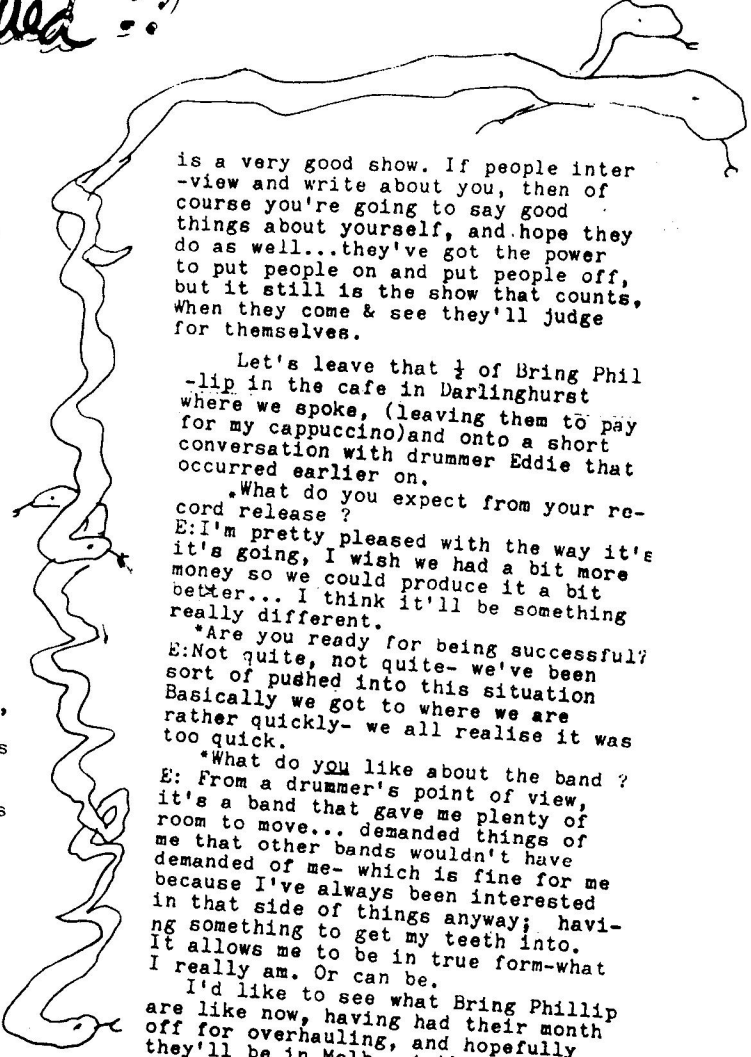 is a very good show. If people inter
-view and write about you, then of
course you're going to say good
things about yourself, and hope they
do as well...they've got the power
to put people on and put people off,
but it still is the show that counts.
When they come & see they'll judge
for themselves.
Let's leave that ½ of Bring Phil
-lip in the cafe in Darlinghurst
where we spoke, (leaving them to pay
for my cappuccino)and onto a short
conversation with drummer Eddie that
occurred earlier on.
*What do you expect from your re-
cord release ?
E:I'm pretty pleased with the way it's
it's going, I wish we had a bit more
money so we could produce it a bit
better... I think it'll be something
really different.
*Are you ready for being successful?
E:Not quite, not quite- we've been
sort of pushed into this situation
Basically we got to where we are
rather quickly- we all realise it was
too quick.
*What do you like about the band ?
E: From a drummer's point of view,
it's a band that gave me plenty of
room to move... demanded things of
me that other bands wouldn't have
demanded of me- which is fine for me
because I've always been interested
in that side of things anyway; havi-
ng something to get my teeth into.
It allows me to be in true form-what
I really am. Or can be.
I'd like to see what Bring Phillip
are like now, having had their month
off for overhauling, and hopefully
they'll be in